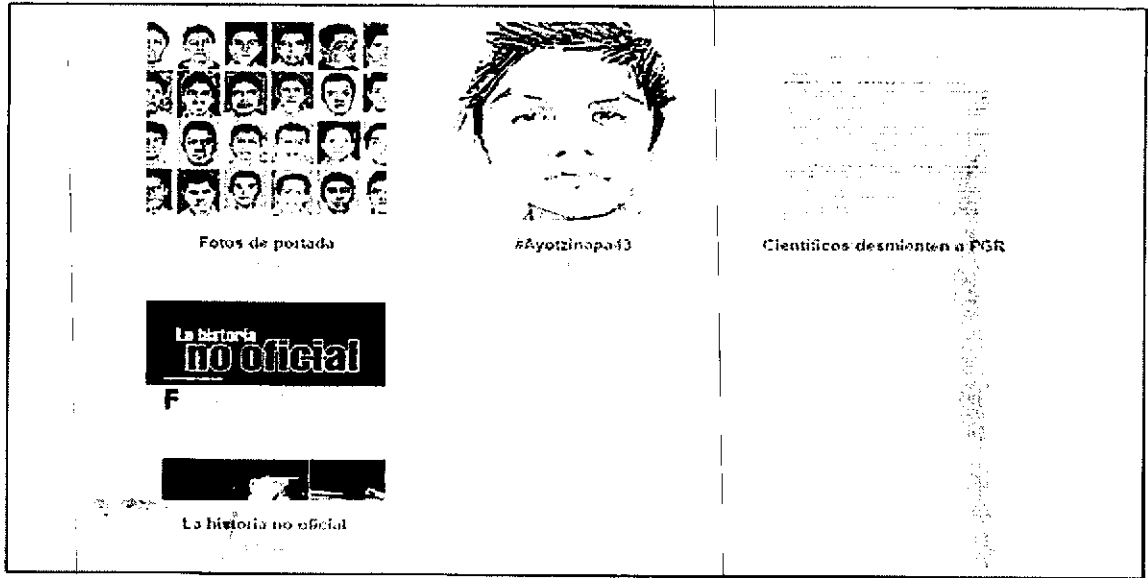 Fotos de portada
#Ayotzinapa43
Científicos desmienten a PGR
La historia
no oficial
F
La historia no oficial